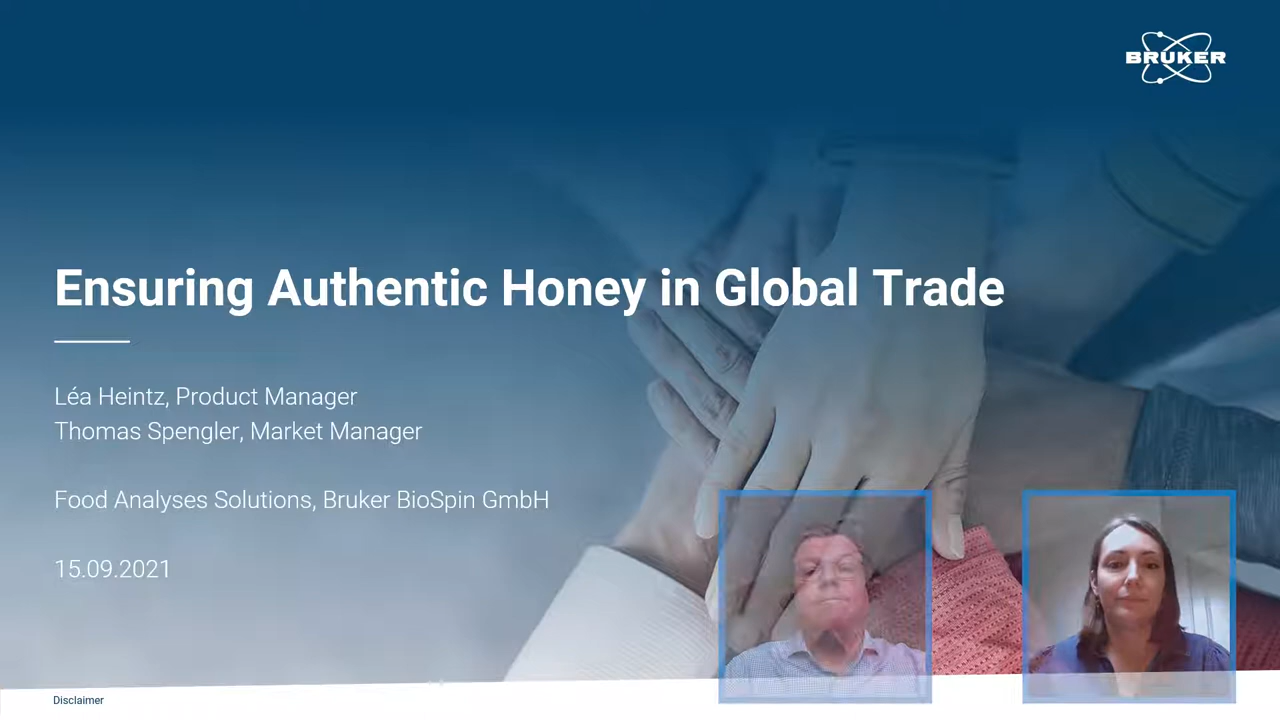 BRUKER
Ensuring Authentic Honey in Global Trade
Léa Heintz, Product Manager
Thomas Spengler, Market Manager
Food Analyses Solutions, Bruker BioSpin GmbH
15.09.2021
Disclaimer